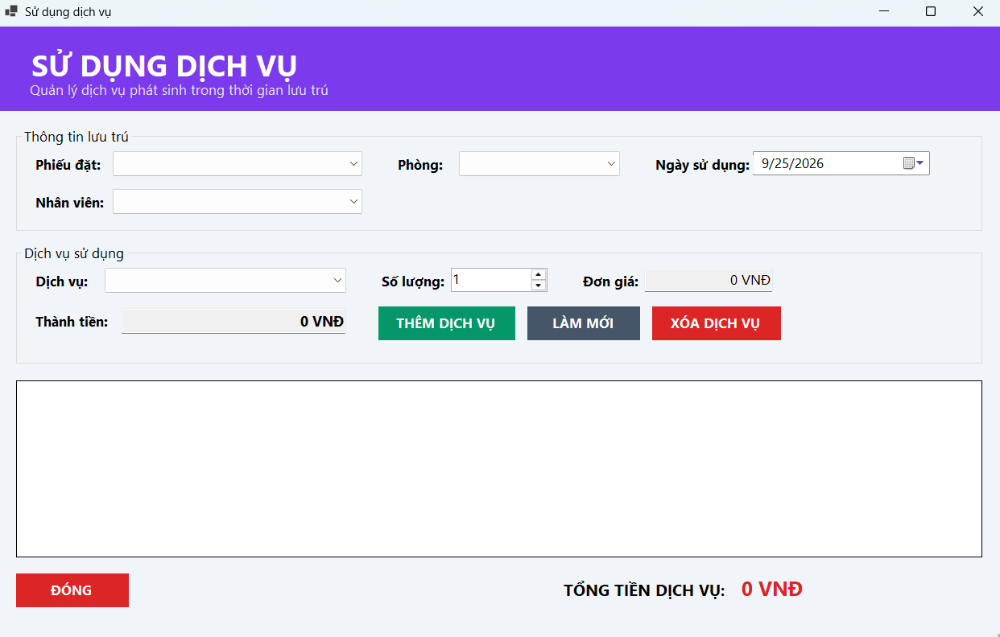 Sử dụng dịch vụ
SỬ DỤNG DỊCH VỤ
Quản lý dịch vụ phát sinh trong thời gian lưu trú
Thông tin lưu trú
Phiếu đặt: Phòng: Ngày sử dụng: 9/25/2026
Nhân viên:
Dịch vụ sử dụng
Dịch vụ: Số lượng: 1 Đơn giá: 0 VNĐ
Thành tiền: 0 VNĐ THÊM DỊCH VỤ LÀM MỚI XÓA DỊCH VỤ
ĐÓNG TỔNG TIỀN DỊCH VỤ: 0 VNĐ